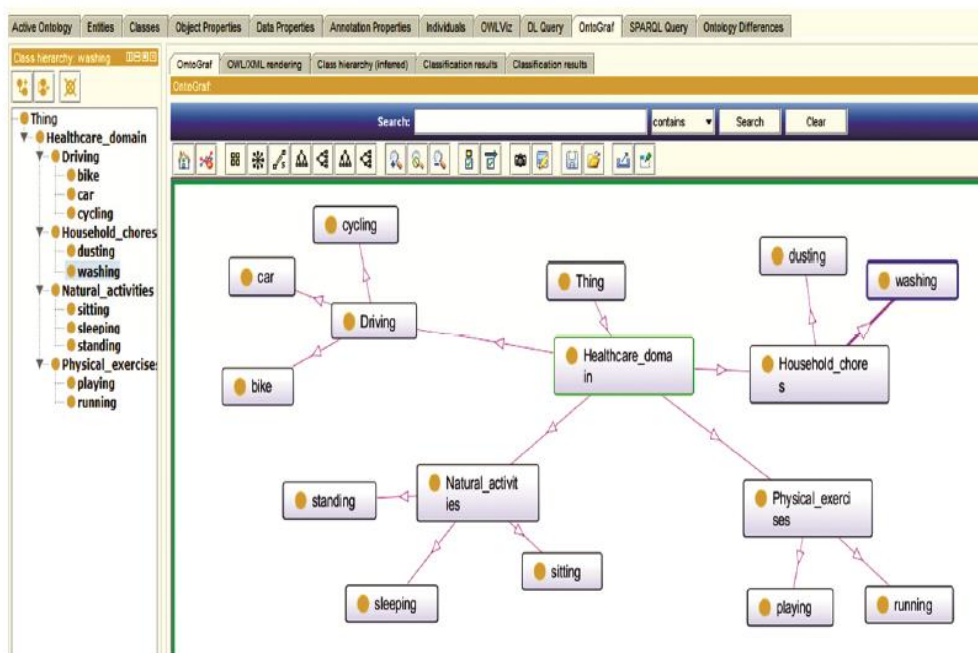 Active Ontology Entities Classes Object Properties Data Properties Annotation Properties Individuals OWLViz DL Query OntoGraf SPARQL Query Ontology Differences
Class hierarchy: washing
Thing
Healthcare_domain
Driving
bike
car
cycling
Household_chores
dusting
washing
Natural_activities
sitting
sleeping
standing
Physical_exercises
playing
running
OntoGraf OWL/XML rendering Class hierarchy (inferred) Classification results Classification results
OntoGraf:
Search: contains Search Clear
cycling
car
Driving
bike
Thing
Healthcare_doma
in
dusting
washing
Household_chore
s
Natural_activit
ies
standing
sleeping
sitting
Physical_exerci
ses
playing
running